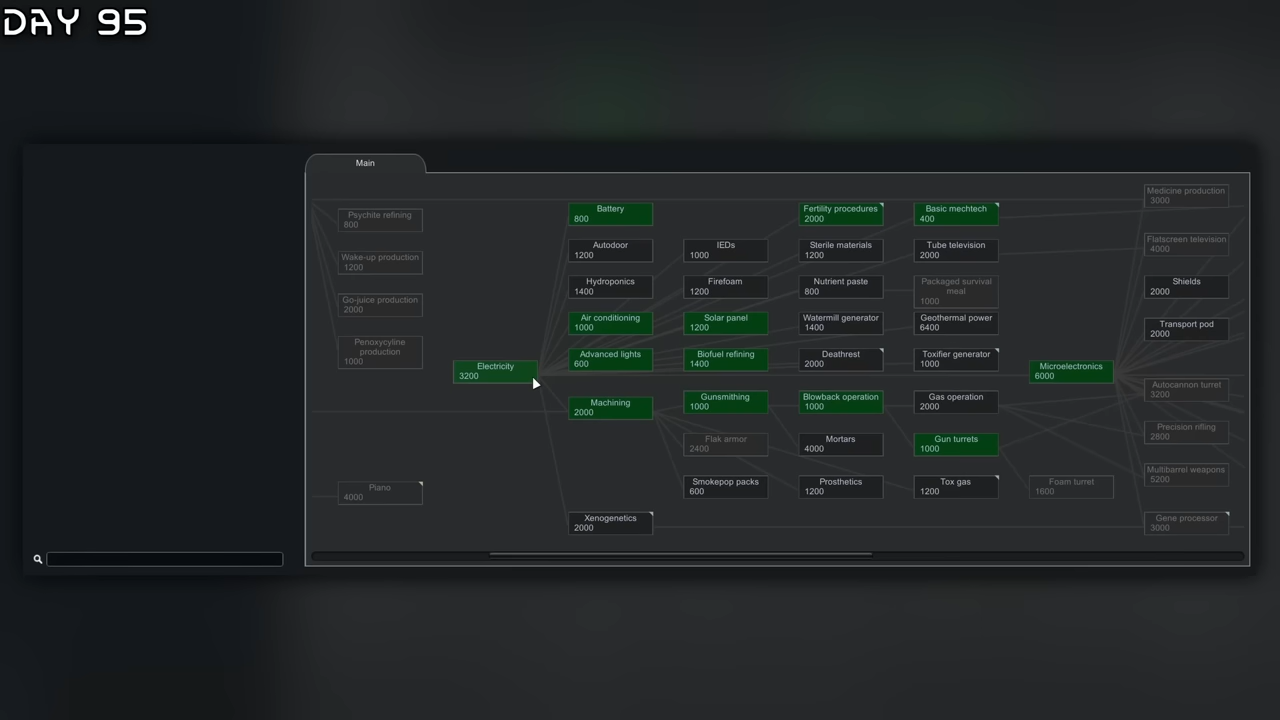 DAY 95
Main
Psychite refining
800
Wake-up production
1200
Go-juice production
2000
Penoxycyline
production
1000
Piano
4000
Electricity
3200
Battery
800
Autodoor
1200
Hydroponics
1400
Air conditioning
1000
Advanced lights
600
Machining
2000
Xenogenetics
2000
IEDs
1000
Firefoam
1200
Solar panel
1200
Biofuel refining
1400
Gunsmithing
1000
Flak armor
2400
Smokepop packs
600
Fertility procedures
2000
Sterile materials
1200
Nutrient paste
800
Watermill generator
1400
Deathrest
2000
Blowback operation
1000
Mortars
4000
Prosthetics
1200
Basic mechtech
400
Tube television
2000
Packaged survival
meal
1000
Geothermal power
6400
Toxifier generator
1000
Gas operation
2000
Gun turrets
1000
Tox gas
1200
Microelectronics
6000
Foam turret
1600
Medicine production
3000
Flatscreen television
4000
Shields
2000
Transport pod
2000
Autocannon turret
3200
Precision rifling
2800
Multibarrel weapons
5200
Gene processor
3000